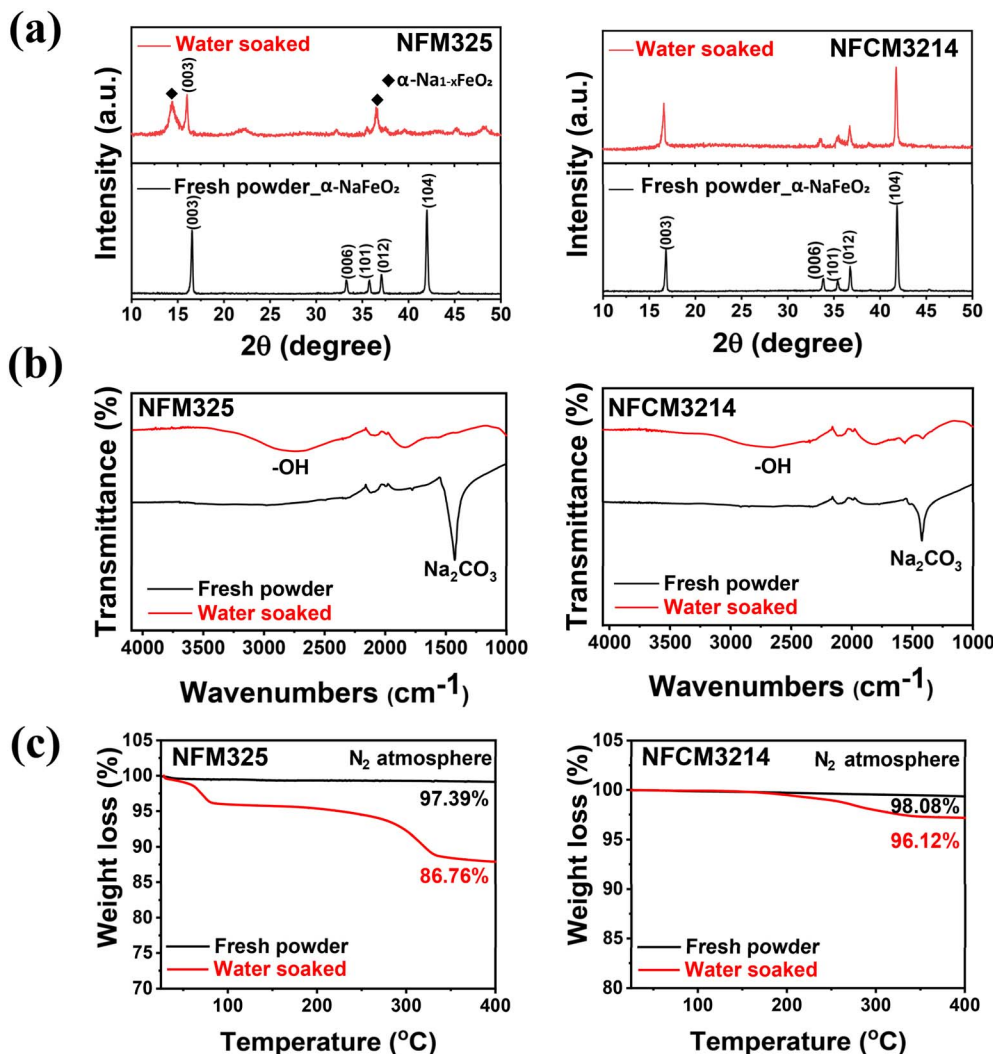 (a)
Water soaked
NFM325
(003)
◆α-Na₁₋ₓFeO₂
Fresh powder_α-NaFeO₂
(003)
(006)
(101)
(012)
(104)
Intensity (a.u.)
Intensity (a.u.)
10 15 20 25 30 35 40 45 50
2θ (degree)
Water soaked
NFCM3214
Fresh powder_α-NaFeO₂
(003)
(006)
(101)
(012)
(104)
Intensity (a.u.)
Intensity (a.u.)
10 15 20 25 30 35 40 45 50
2θ (degree)
(b)
NFM325
-OH
Na₂CO₃
Fresh powder
Water soaked
Transmittance (%)
4000 3500 3000 2500 2000 1500 1000
Wavenumbers (cm⁻¹)
NFCM3214
-OH
Na₂CO₃
Fresh powder
Water soaked
Transmittance (%)
4000 3500 3000 2500 2000 1500 1000
Wavenumbers (cm⁻¹)
(c)
NFM325
N₂ atmosphere
97.39%
86.76%
Fresh powder
Water soaked
Weight loss (%)
105
100
95
90
85
80
75
70
100 200 300 400
Temperature (°C)
NFCM3214
N₂ atmosphere
98.08%
96.12%
Fresh powder
Water soaked
Weight loss (%)
105
100
95
90
85
80
100 200 300 400
Temperature (°C)